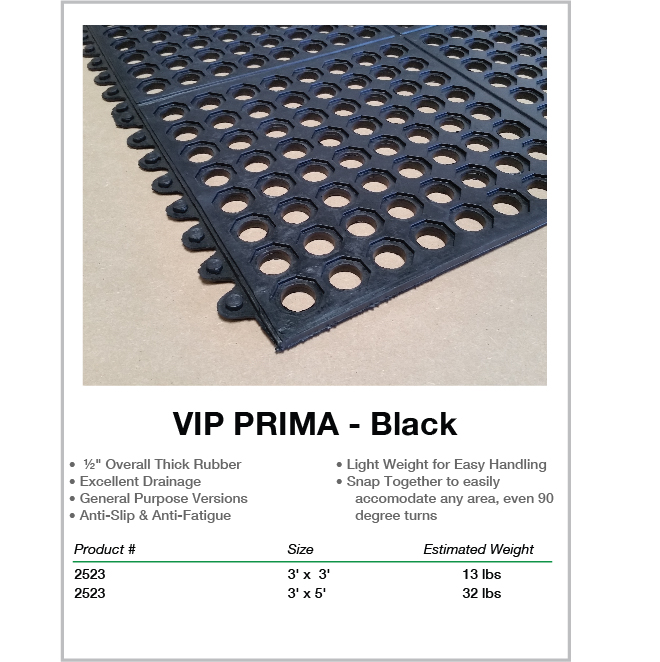 VIP PRIMA - Black
• ½" Overall Thick Rubber
• Excellent Drainage
• General Purpose Versions
• Anti-Slip & Anti-Fatigue
• Light Weight for Easy Handling
• Snap Together to easily
accomodate any area, even 90
degree turns
Product # Size Estimated Weight
2523 3' x 3' 13 lbs
2523 3' x 5' 32 lbs